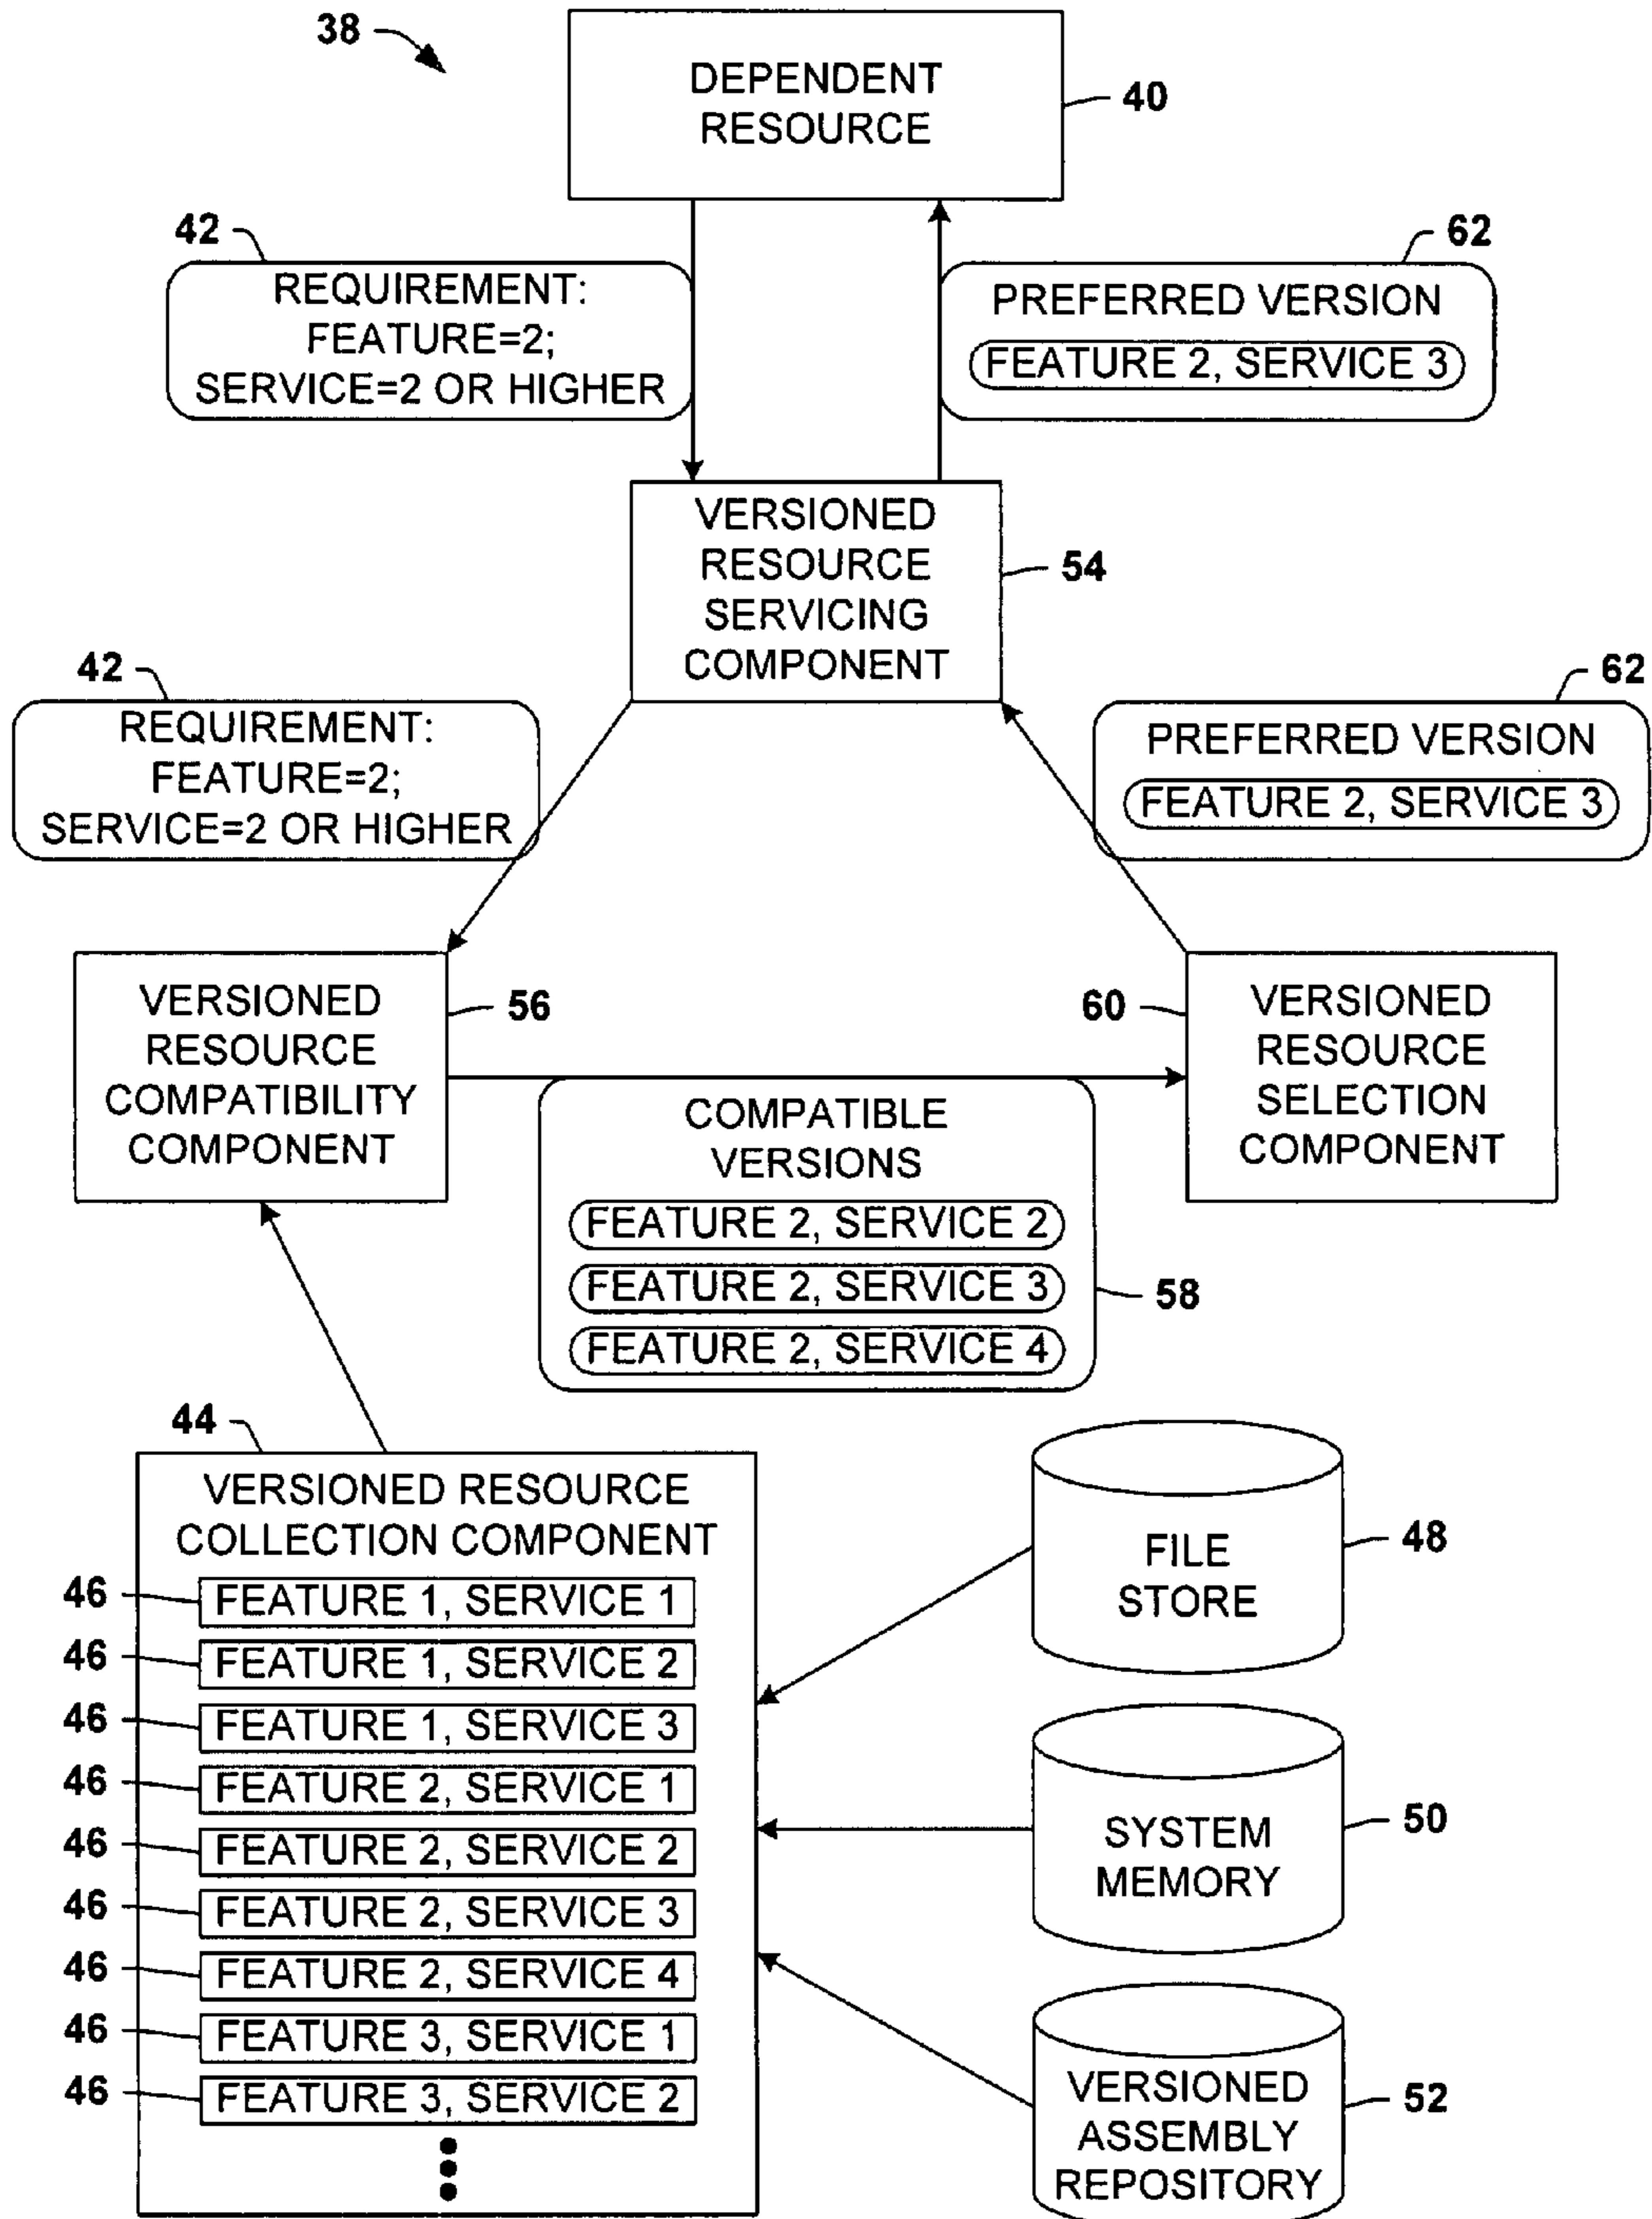 38
DEPENDENT
RESOURCE
40
42
REQUIREMENT:
FEATURE=2;
SERVICE=2 OR HIGHER
62
PREFERRED VERSION
FEATURE 2, SERVICE 3
VERSIONED
RESOURCE
SERVICING
COMPONENT
54
42
REQUIREMENT:
FEATURE=2;
SERVICE=2 OR HIGHER
62
PREFERRED VERSION
FEATURE 2, SERVICE 3
VERSIONED
RESOURCE
COMPATIBILITY
COMPONENT
56
60
VERSIONED
RESOURCE
SELECTION
COMPONENT
COMPATIBLE
VERSIONS
FEATURE 2, SERVICE 2
FEATURE 2, SERVICE 3
FEATURE 2, SERVICE 4
58
44
VERSIONED RESOURCE
COLLECTION COMPONENT
46 FEATURE 1, SERVICE 1
46 FEATURE 1, SERVICE 2
46 FEATURE 1, SERVICE 3
46 FEATURE 2, SERVICE 1
46 FEATURE 2, SERVICE 2
46 FEATURE 2, SERVICE 3
46 FEATURE 2, SERVICE 4
46 FEATURE 3, SERVICE 1
46 FEATURE 3, SERVICE 2
FILE
STORE
48
SYSTEM
MEMORY
50
VERSIONED
ASSEMBLY
REPOSITORY
52